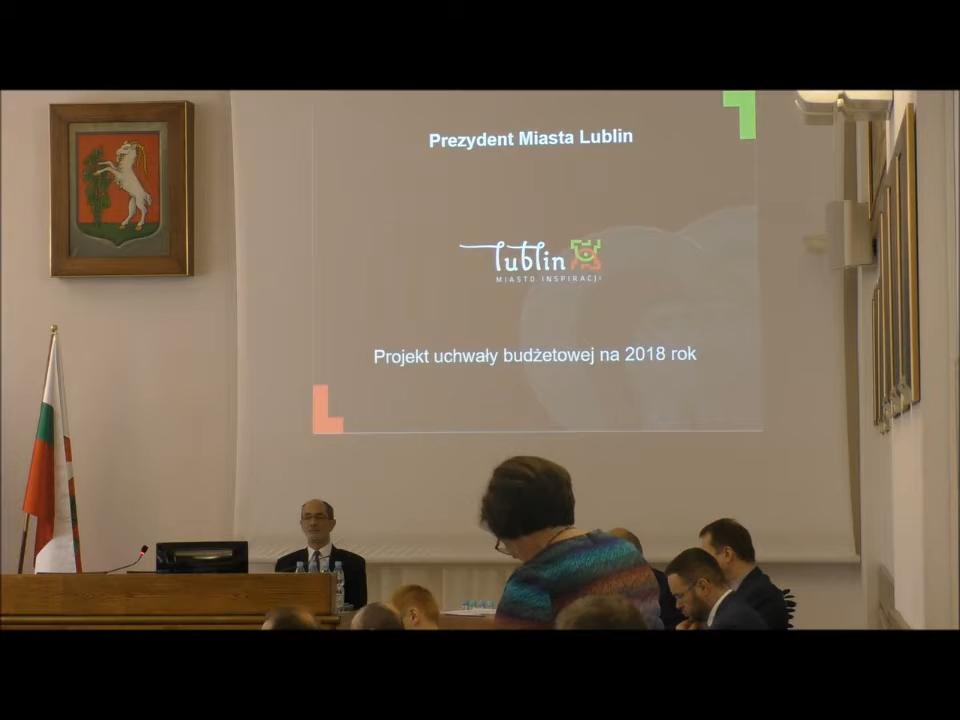 Prezydent Miasta Lublin
lublin
MIASTO INSPIRACJI
Projekt uchwały budżetowej na 2018 rok